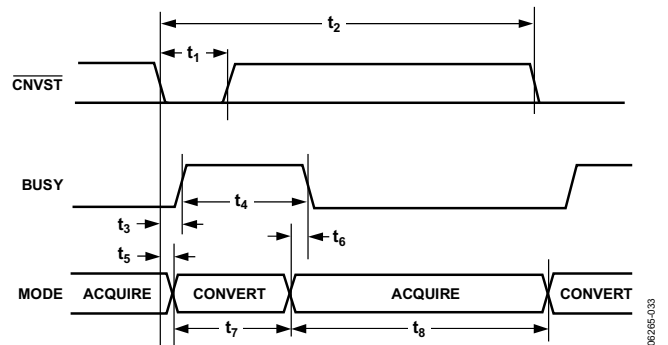 t2
t1
CNVST
BUSY
t4
t3
t6
t5
MODE ACQUIRE CONVERT ACQUIRE CONVERT
t7 t8
06265-033